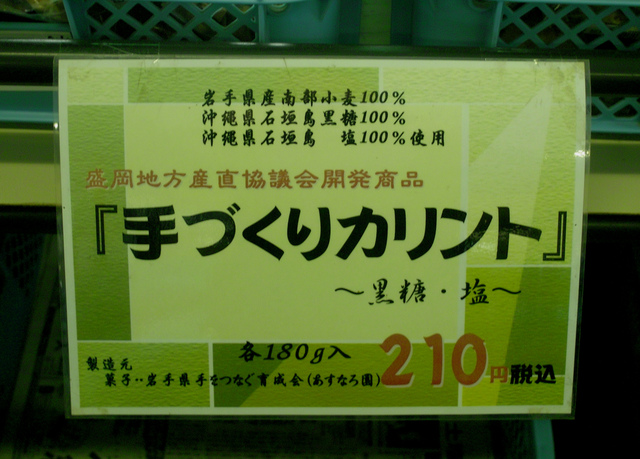 岩手県産南部小麦100%
沖縄県石垣島黒糖100%
沖縄県石垣島 塩100%使用
盛岡地方産直協議会開発商品
『手づくりカリント』
～黒糖・塩～
各180g入 210円税込
製造元
菓子‥岩手県手をつなぐ育成会(あすなろ園)